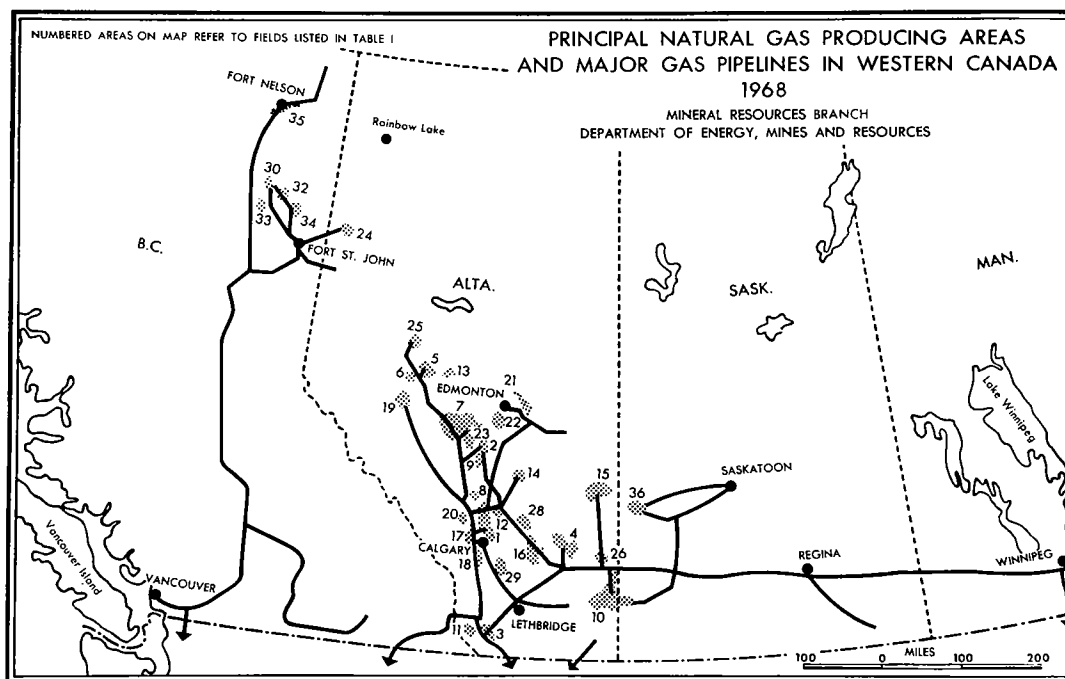 NUMBERED AREAS ON MAP REFER TO FIELDS LISTED IN TABLE I
PRINCIPAL NATURAL GAS PRODUCING AREAS
AND MAJOR GAS PIPELINES IN WESTERN CANADA
1968
MINERAL RESOURCES BRANCH
DEPARTMENT OF ENERGY, MINES AND RESOURCES
FORT NELSON
35
Rainbow Lake
30
32
33
34
24
FORT ST. JOHN
B.C.
ALTA.
SASK.
MAN.
25
5
6
13
21
EDMONTON
19
7
22
23
2
9
14
15
8
36
SASKATOON
20
12
28
17
1
4
CALGARY
16
18
26
29
10
REGINA
WINNIPEG
Lake Winnipeg
Vancouver Island
VANCOUVER
LETHBRIDGE
11
3
MILES
100
0
100
200